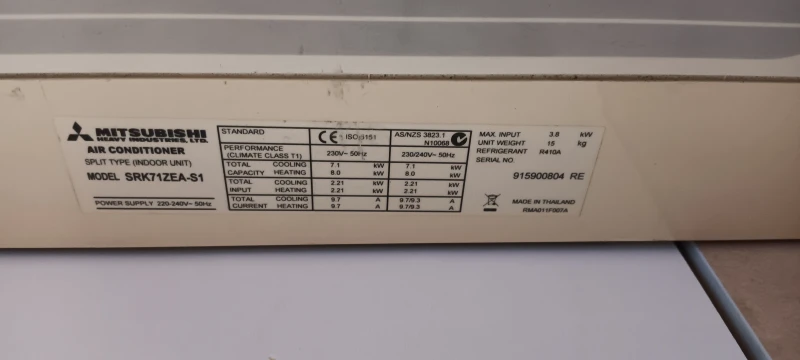 MITSUBISHI
HEAVY INDUSTRIES, LTD.
AIR CONDITIONER
SPLIT TYPE (INDOOR UNIT)
MODEL SRK71ZEA-S1
POWER SUPPLY 220-240V~ 50Hz
STANDARD CE ISO 5151 AS/NZS 3823.1
N10068
PERFORMANCE
(CLIMATE CLASS T1) 230V~ 50Hz 230/240V~ 50Hz
TOTAL COOLING 7.1 kW 7.1 kW
CAPACITY HEATING 8.0 kW 8.0 kW
TOTAL COOLING 2.21 kW 2.21 kW
INPUT HEATING 2.21 kW 2.21 kW
TOTAL COOLING 9.7 A 9.7/9.3 A
CURRENT HEATING 9.7 A 9.7/9.3 A
MAX. INPUT 3.8 kW
UNIT WEIGHT 15 kg
REFRIGERANT R410A
SERIAL NO.
915900804 RE
MADE IN THAILAND
RMA011F007A